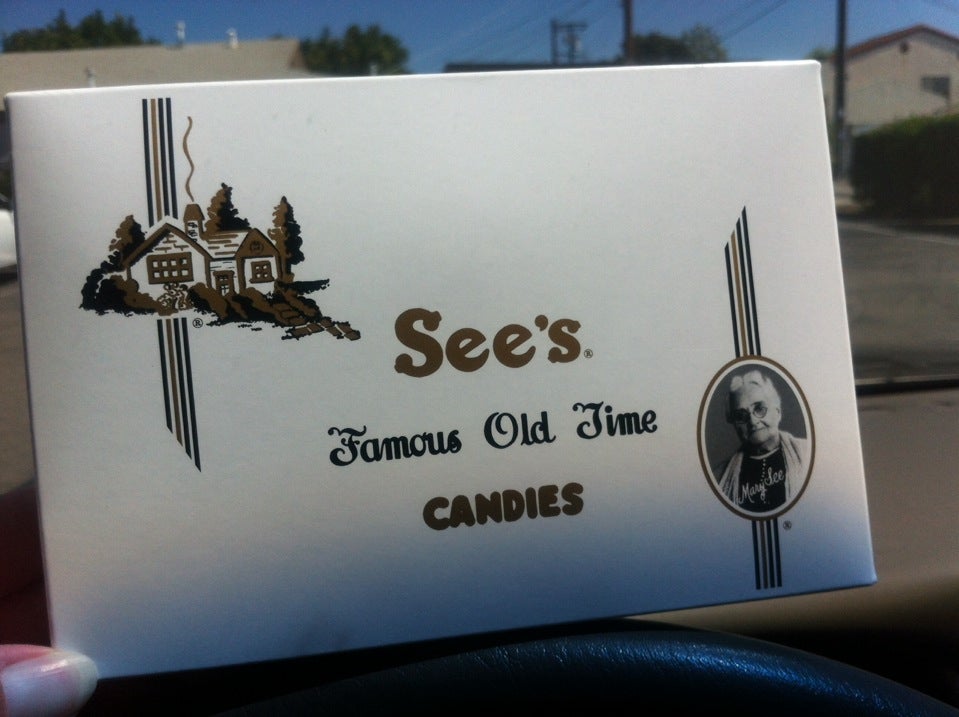 See's®
Famous Old Time
CANDIES
Mary See
®
®